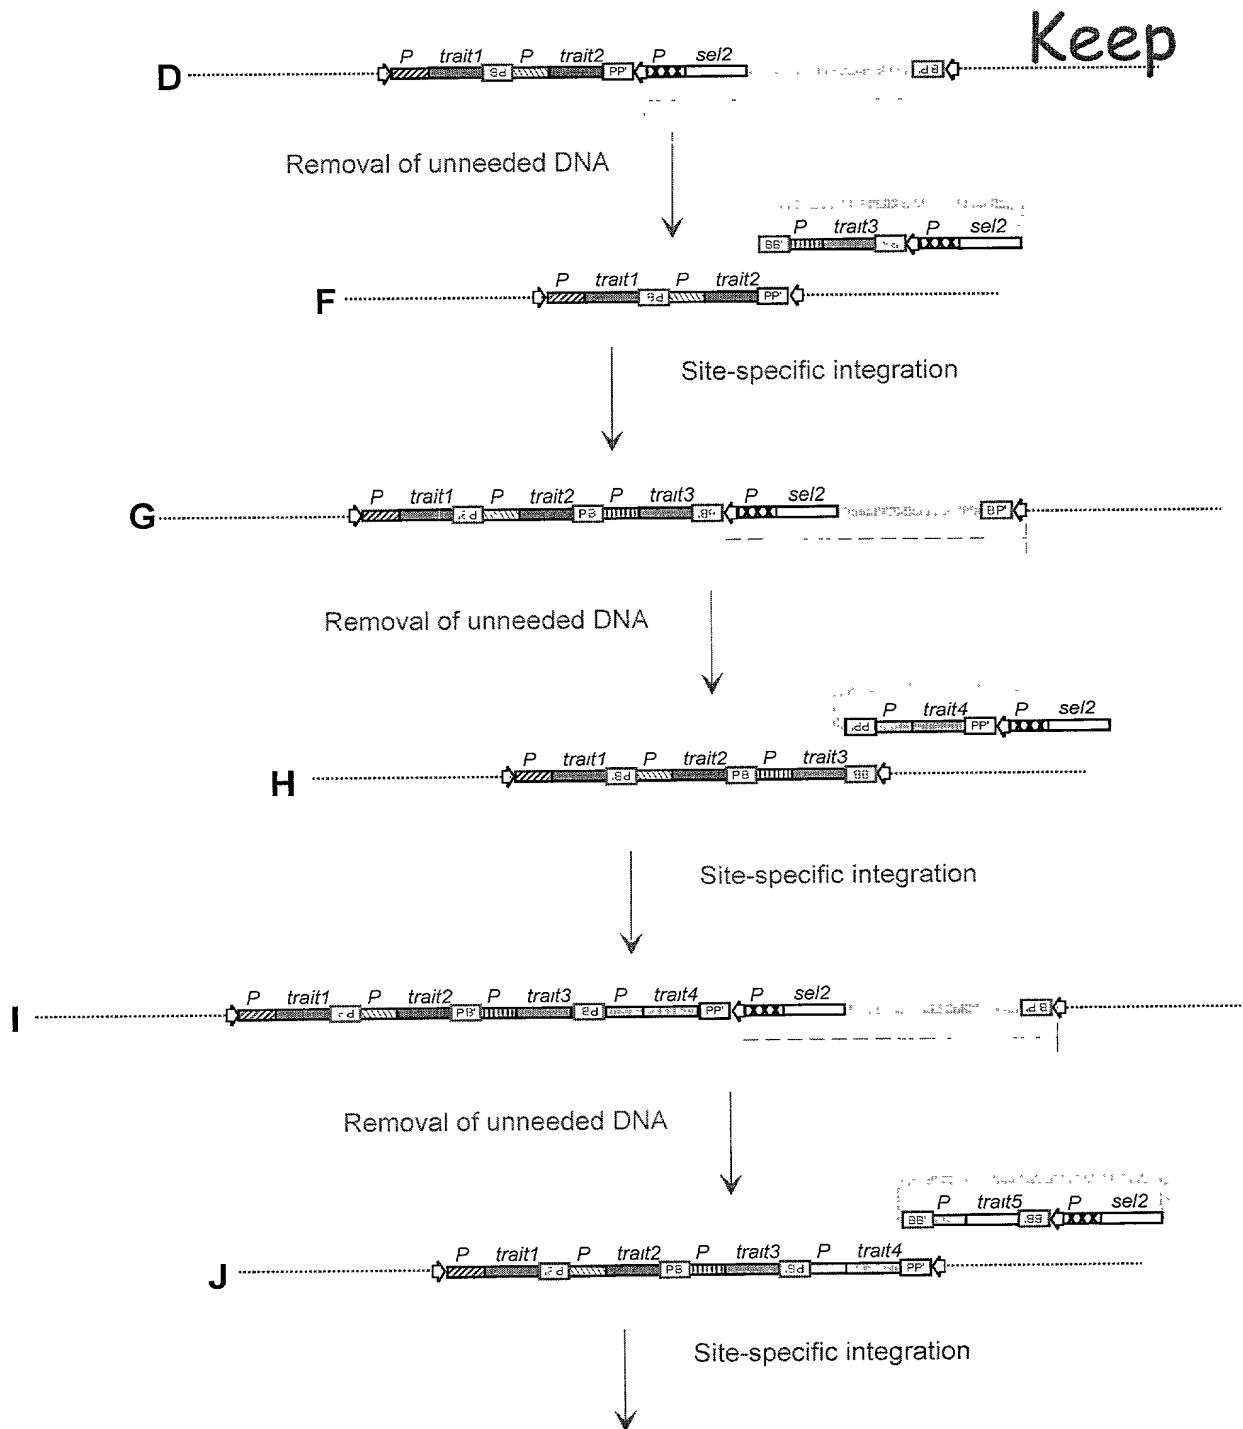 Keep
P trait1 P trait2 P sel2
D PP'
Removal of unneeded DNA
P trait3 P sel2
BB'
P trait1 P trait2
F PP'
Site-specific integration
P trait1 P trait2 P trait3 P sel2
G BP'
Removal of unneeded DNA
P trait4 P sel2
PP' PP'
P trait1 P trait2 P trait3
H
Site-specific integration
P trait1 P trait2 P trait3 P trait4 P sel2
I PB' PP'
Removal of unneeded DNA
P trait5 P sel2
BB' BB'
P trait1 P trait2 P trait3 P trait4
J PP'
Site-specific integration